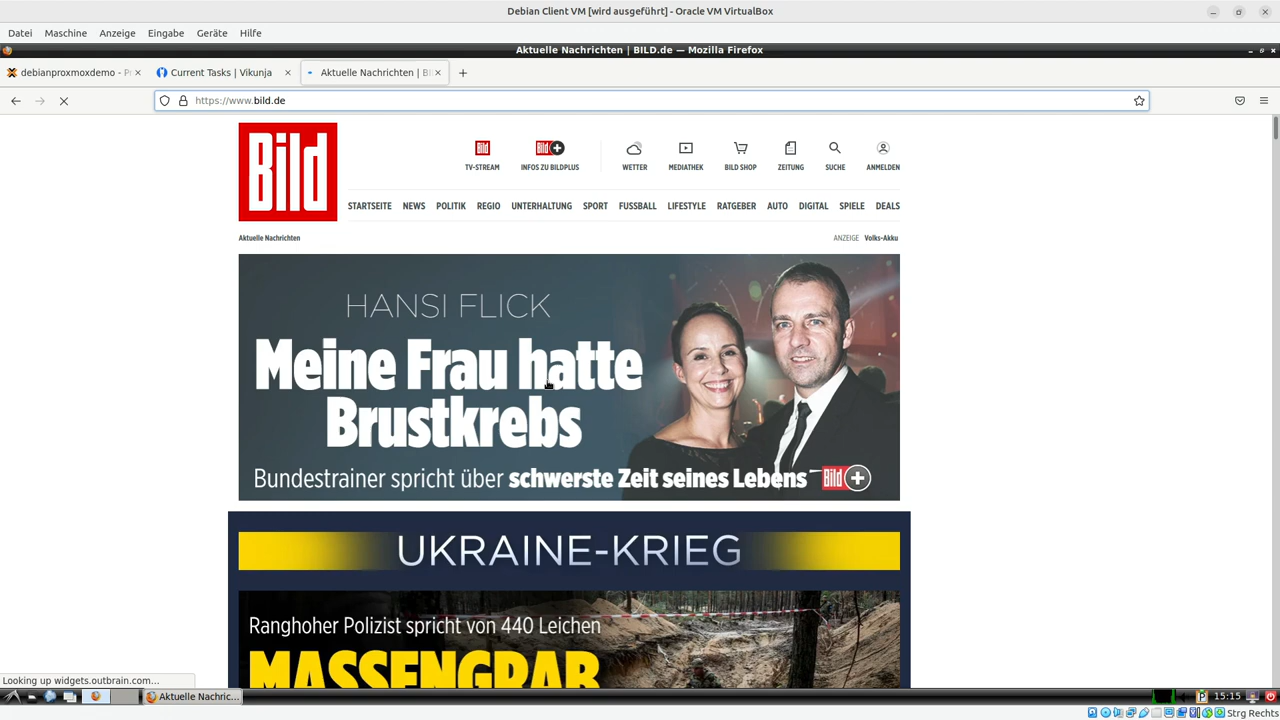 Debian Client VM [wird ausgeführt] - Oracle VM VirtualBox
Datei Maschine Anzeige Eingabe Geräte Hilfe
Aktuelle Nachrichten | BILD.de — Mozilla Firefox
debianproxmoxdemo - Pr
Current Tasks | Vikunja
Aktuelle Nachrichten | Bi
https://www.bild.de
Bild
TV-STREAM
INFOS ZU BILDPLUS
WETTER
MEDIATHEK
BILD SHOP
ZEITUNG
SUCHE
ANMELDEN
STARTSEITE NEWS POLITIK REGIO UNTERHALTUNG SPORT FUSSBALL LIFESTYLE RATGEBER AUTO DIGITAL SPIELE DEALS
Aktuelle Nachrichten
ANZEIGE Volks-Akku
HANSI FLICK
Meine Frau hatte
Brustkrebs
Bundestrainer spricht über schwerste Zeit seines Lebens Bild
UKRAINE-KRIEG
Ranghoher Polizist spricht von 440 Leichen
MASSENGRAB
Looking up widgets.outbrain.com…
Aktuelle Nachric...
15:15
Strg Rechts